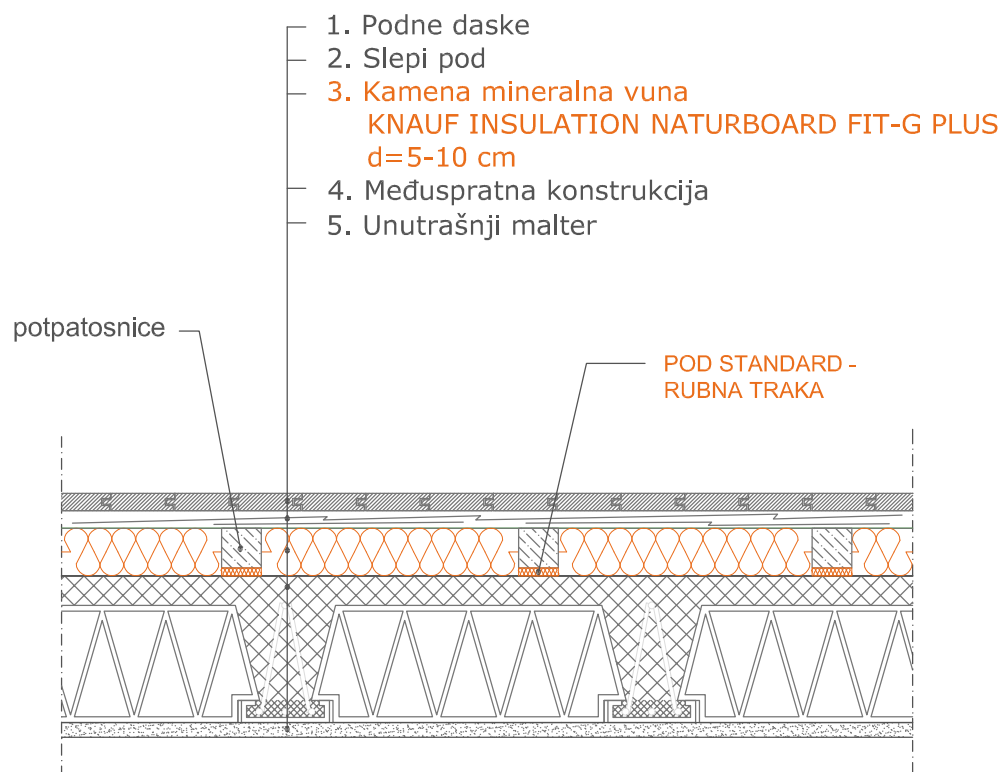 1. Podne daske
2. Slepi pod
3. Kamena mineralna vuna
KNAUF INSULATION NATURBOARD FIT-G PLUS
d=5-10 cm
4. Međuspratna konstrukcija
5. Unutrašnji malter
potpatosnice
POD STANDARD -
RUBNA TRAKA